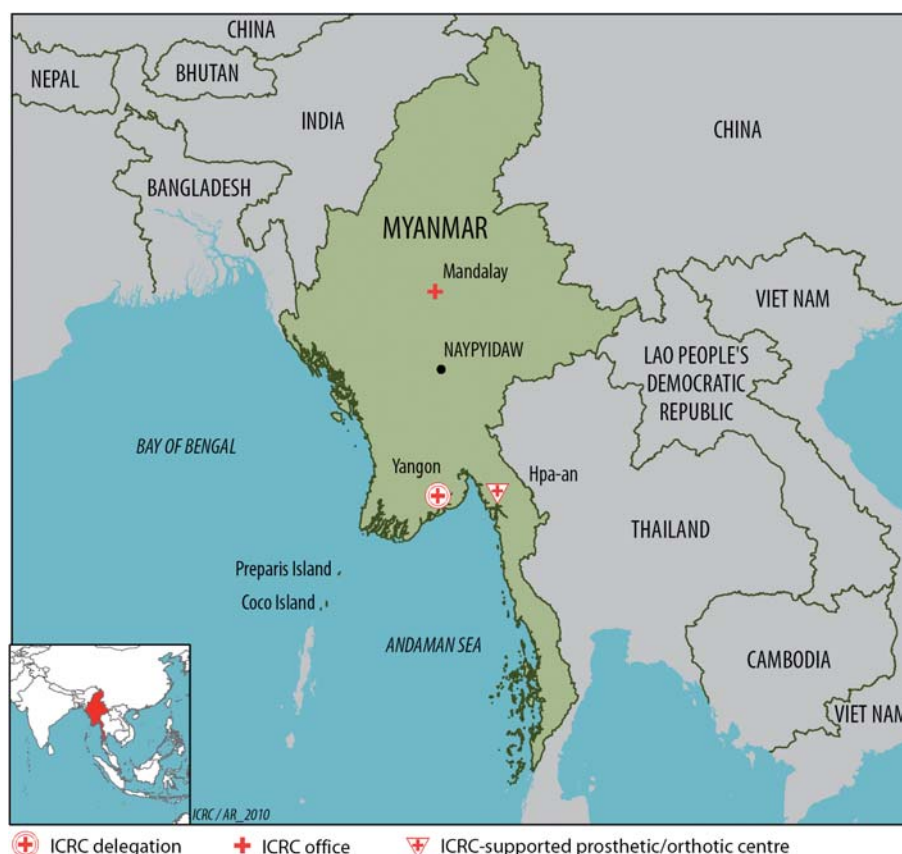 CHINA
NEPAL
BHUTAN
INDIA
CHINA
BANGLADESH
MYANMAR
Mandalay
VIET NAM
NAYPYIDAW
LAO PEOPLE'S
DEMOCRATIC
REPUBLIC
BAY OF BENGAL
Yangon
Hpa-an
THAILAND
Preparis Island
Coco Island
ANDAMAN SEA
CAMBODIA
VIET NAM
ICRC / AR_2010
ICRC delegation
ICRC office
ICRC-supported prosthetic/orthotic centre